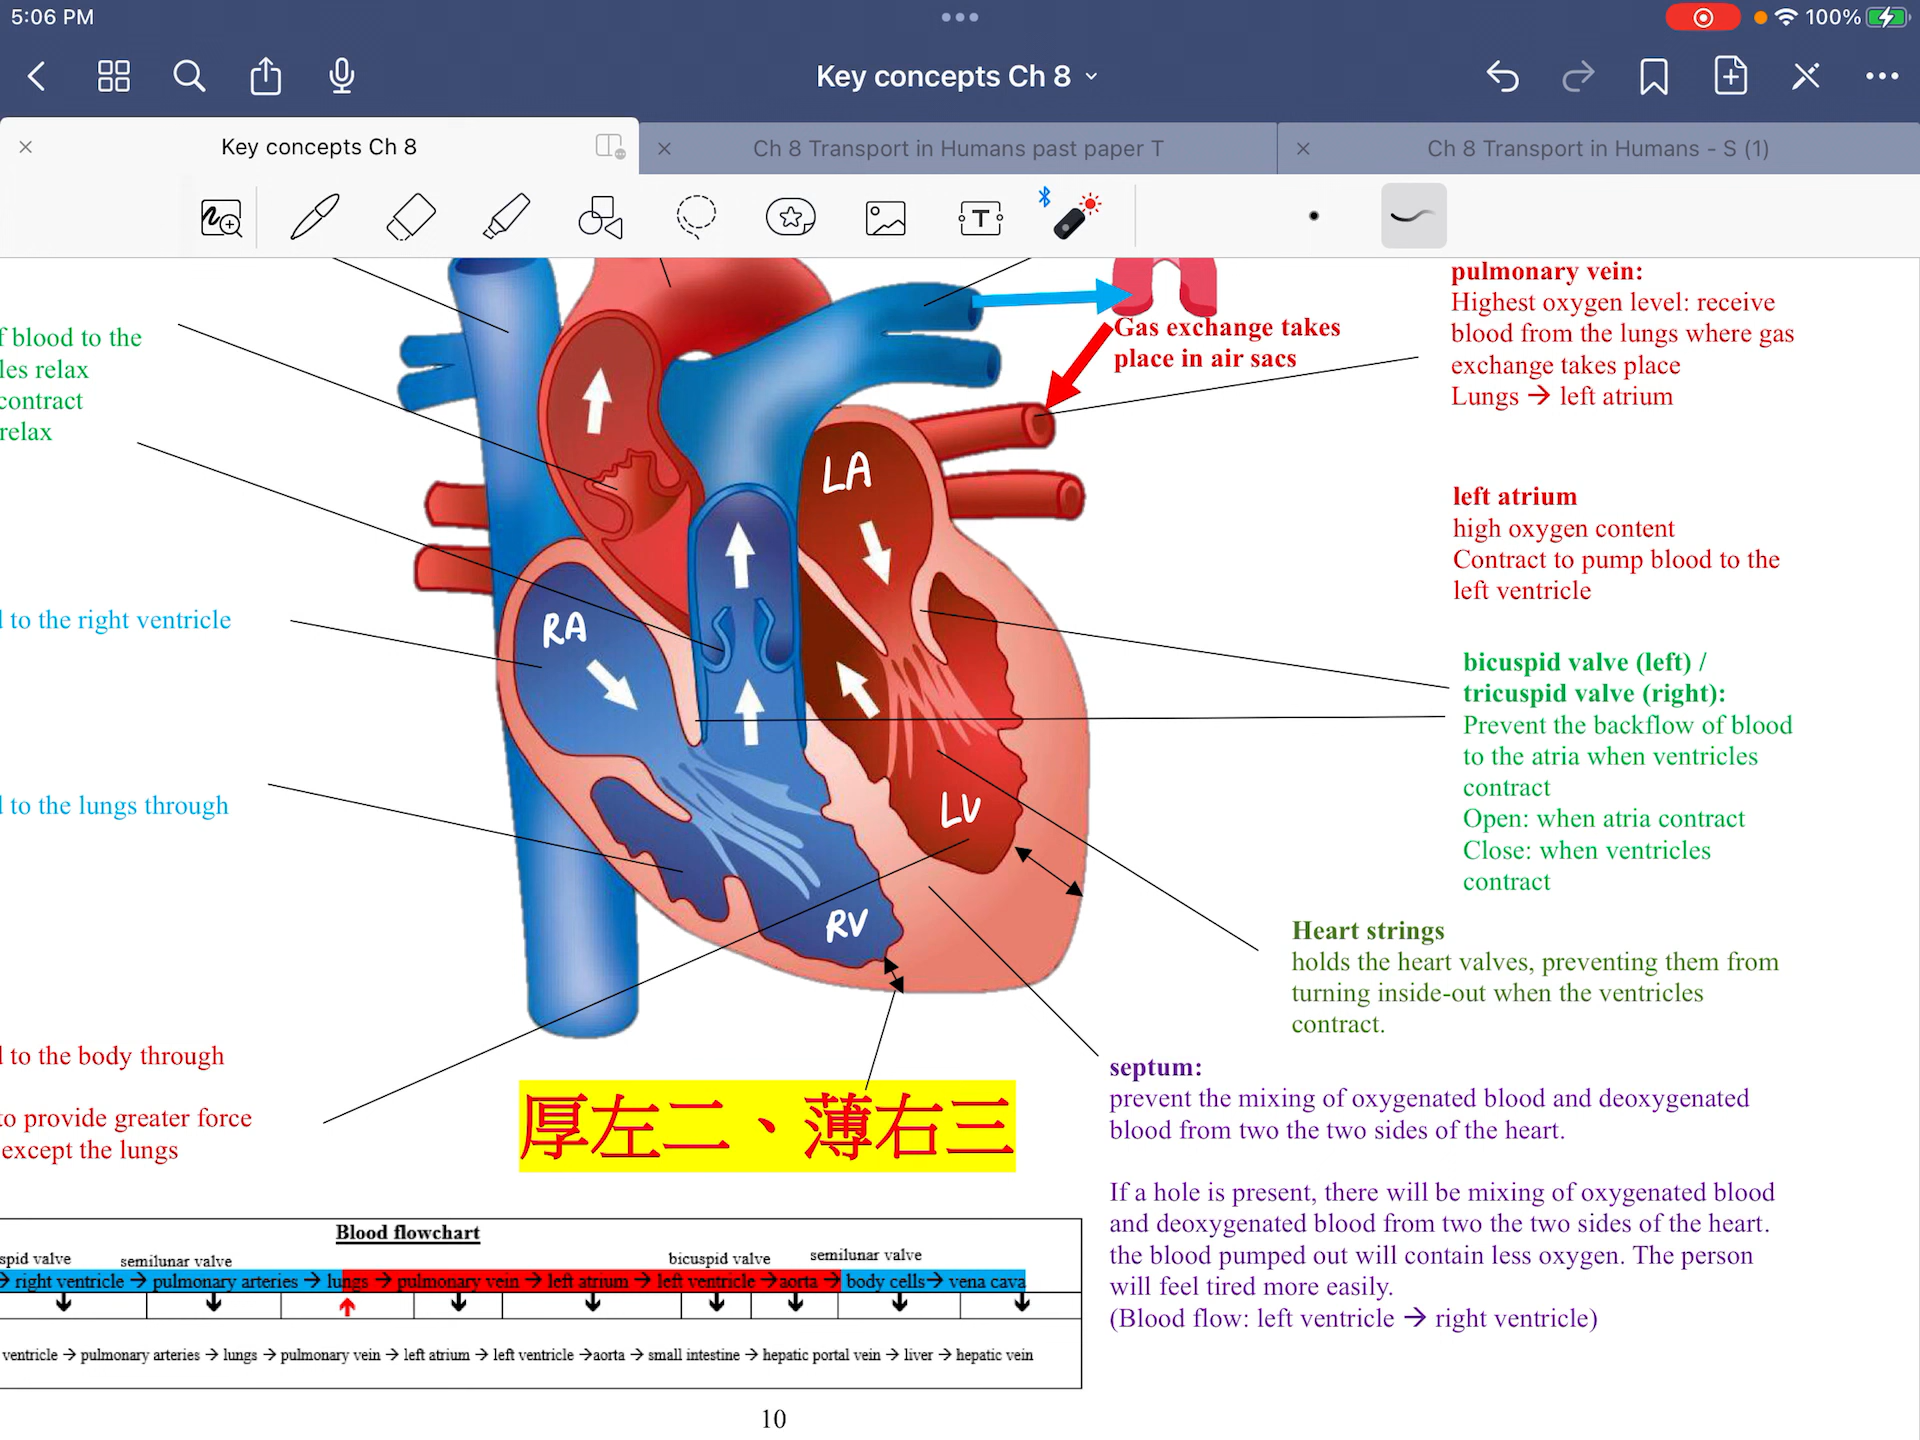 5:06 PM
100%
Key concepts Ch 8
Key concepts Ch 8
Ch 8 Transport in Humans past paper T
Ch 8 Transport in Humans - S (1)
T
f blood to the
les relax
contract
relax
l to the right ventricle
l to the lungs through
l to the body through
to provide greater force
except the lungs
LA
RA
LV
RV
Gas exchange takes
place in air sacs
pulmonary vein:
Highest oxygen level: receive
blood from the lungs where gas
exchange takes place
Lungs → left atrium
left atrium
high oxygen content
Contract to pump blood to the
left ventricle
bicuspid valve (left) /
tricuspid valve (right):
Prevent the backflow of blood
to the atria when ventricles
contract
Open: when atria contract
Close: when ventricles
contract
Heart strings
holds the heart valves, preventing them from
turning inside-out when the ventricles
contract.
septum:
prevent the mixing of oxygenated blood and deoxygenated
blood from two the two sides of the heart.
If a hole is present, there will be mixing of oxygenated blood
and deoxygenated blood from two the two sides of the heart.
the blood pumped out will contain less oxygen. The person
will feel tired more easily.
(Blood flow: left ventricle → right ventricle)
厚左二、薄右三
Blood flowchart
spid valve semilunar valve bicuspid valve semilunar valve
→ right ventricle → pulmonary arteries → lungs → pulmonary vein → left atrium → left ventricle → aorta → body cells → vena cava
ventricle → pulmonary arteries → lungs → pulmonary vein → left atrium → left ventricle → aorta → small intestine → hepatic portal vein → liver → hepatic vein
10